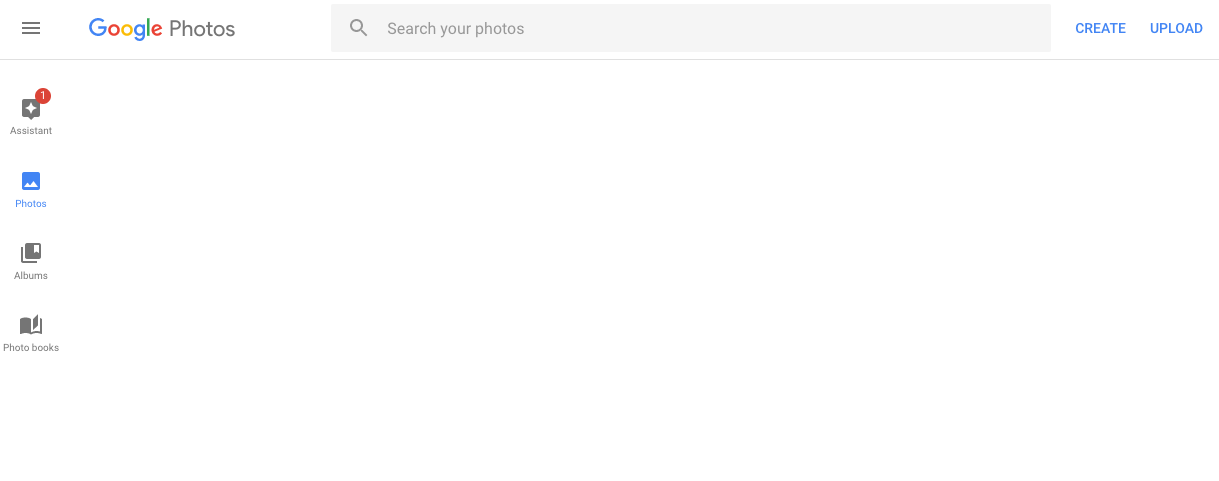 Google Photos
Search your photos
CREATE
UPLOAD
1
Assistant
Photos
Albums
Photo books